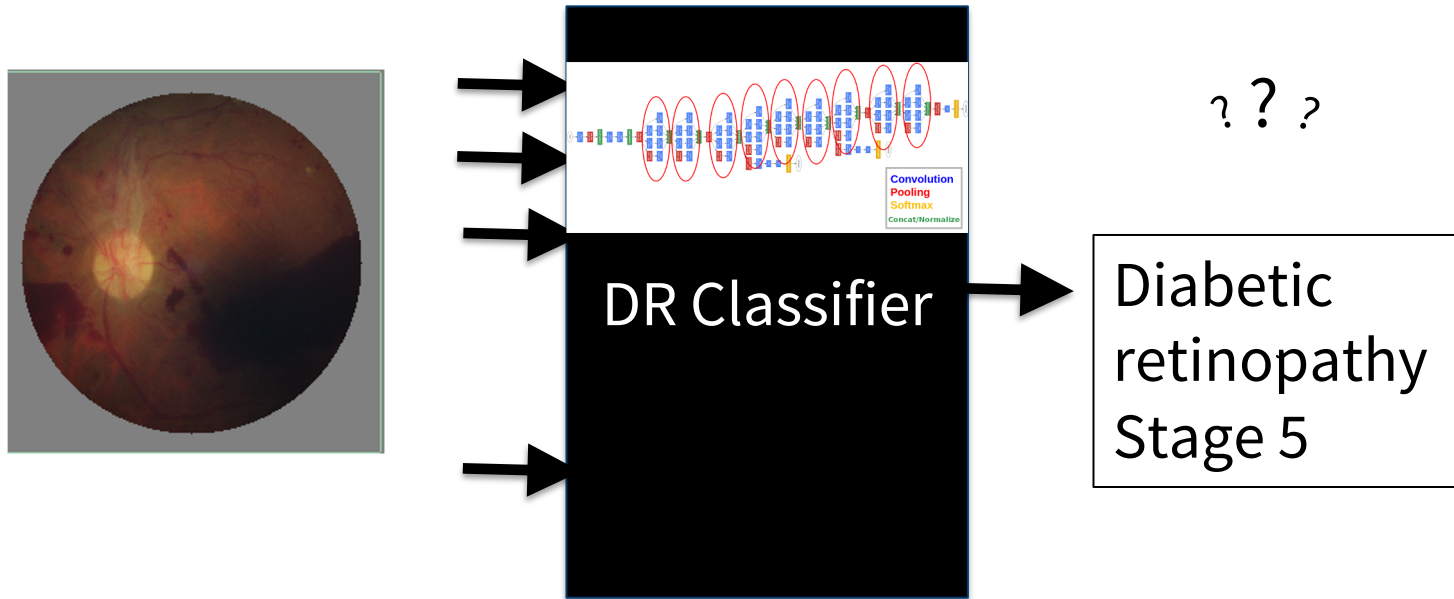 ? ? ?
Convolution
Pooling
Softmax
Concat/Normalize
DR Classifier
Diabetic
retinopathy
Stage 5